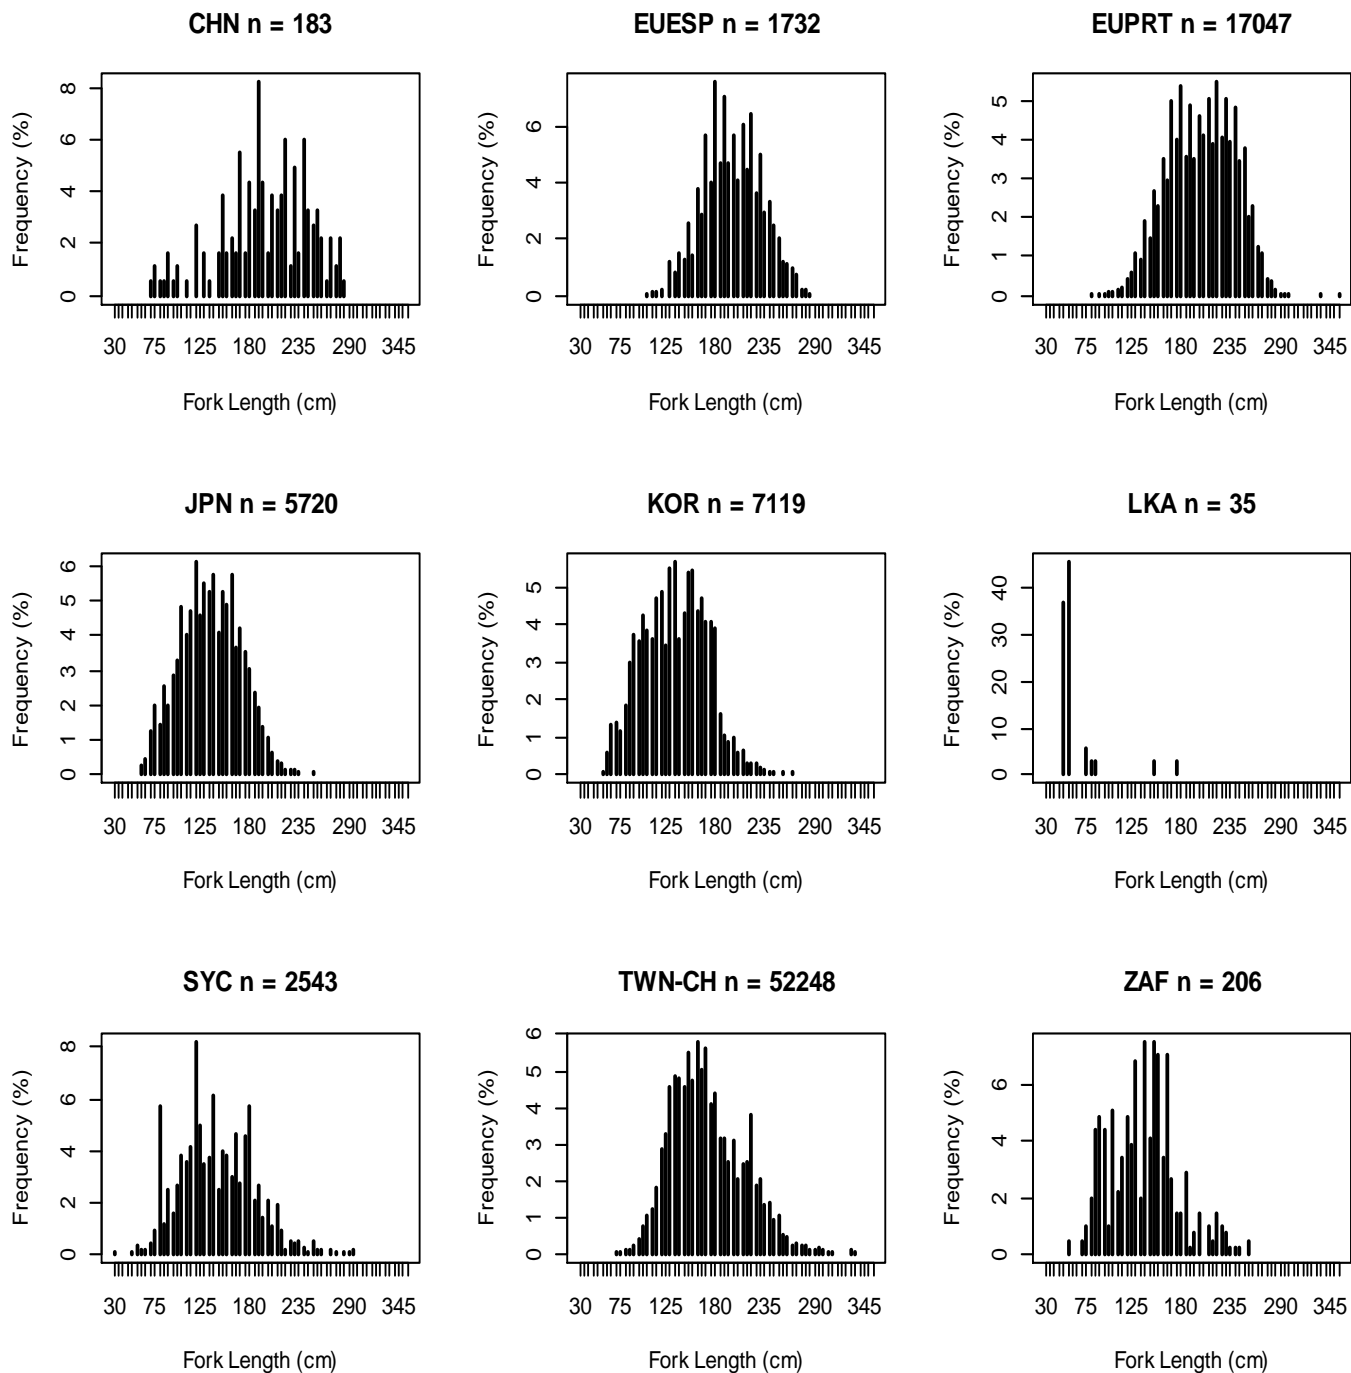 CHN n = 183
EUESP n = 1732
EUPRT n = 17047
8
6
4
2
0
Frequency (%)
30 75 125 180 235 290 345
Fork Length (cm)
6
4
2
0
Frequency (%)
30 75 125 180 235 290 345
Fork Length (cm)
5
4
3
2
1
0
Frequency (%)
30 75 125 180 235 290 345
Fork Length (cm)
JPN n = 5720
KOR n = 7119
LKA n = 35
6
5
4
3
2
1
0
Frequency (%)
30 75 125 180 235 290 345
Fork Length (cm)
5
4
3
2
1
0
Frequency (%)
30 75 125 180 235 290 345
Fork Length (cm)
40
30
20
10
0
Frequency (%)
30 75 125 180 235 290 345
Fork Length (cm)
SYC n = 2543
TWN-CH n = 52248
ZAF n = 206
8
6
4
2
0
Frequency (%)
30 75 125 180 235 290 345
Fork Length (cm)
6
5
4
3
2
1
0
Frequency (%)
30 75 125 180 235 290 345
Fork Length (cm)
6
4
2
0
Frequency (%)
30 75 125 180 235 290 345
Fork Length (cm)